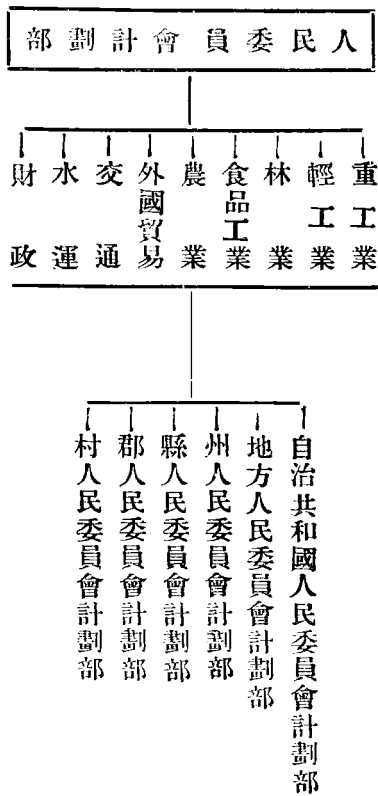 人民委員會計劃部
重工業
輕工業
林業
食品工業
農業
外國貿易
交通
水運
財政
自治共和國人民委員會計劃部
地方人民委員會計劃部
州人民委員會計劃部
縣人民委員會計劃部
郡人民委員會計劃部
村人民委員會計劃部